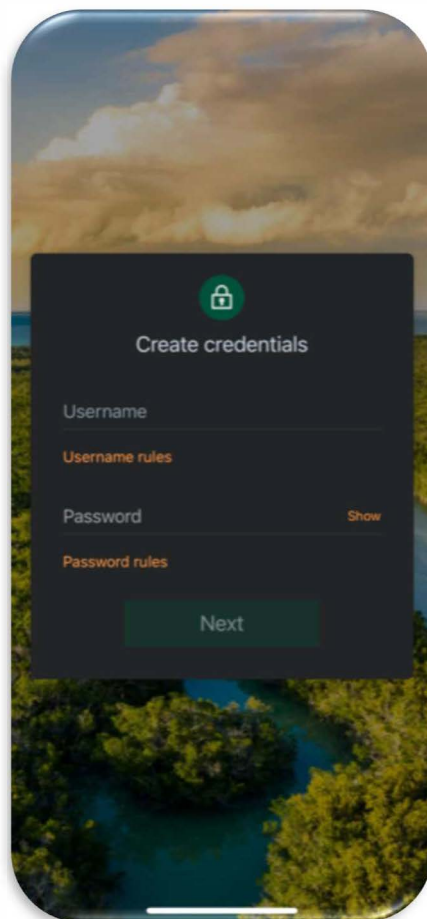 Create credentials
Username
Username rules
Password Show
Password rules
Next